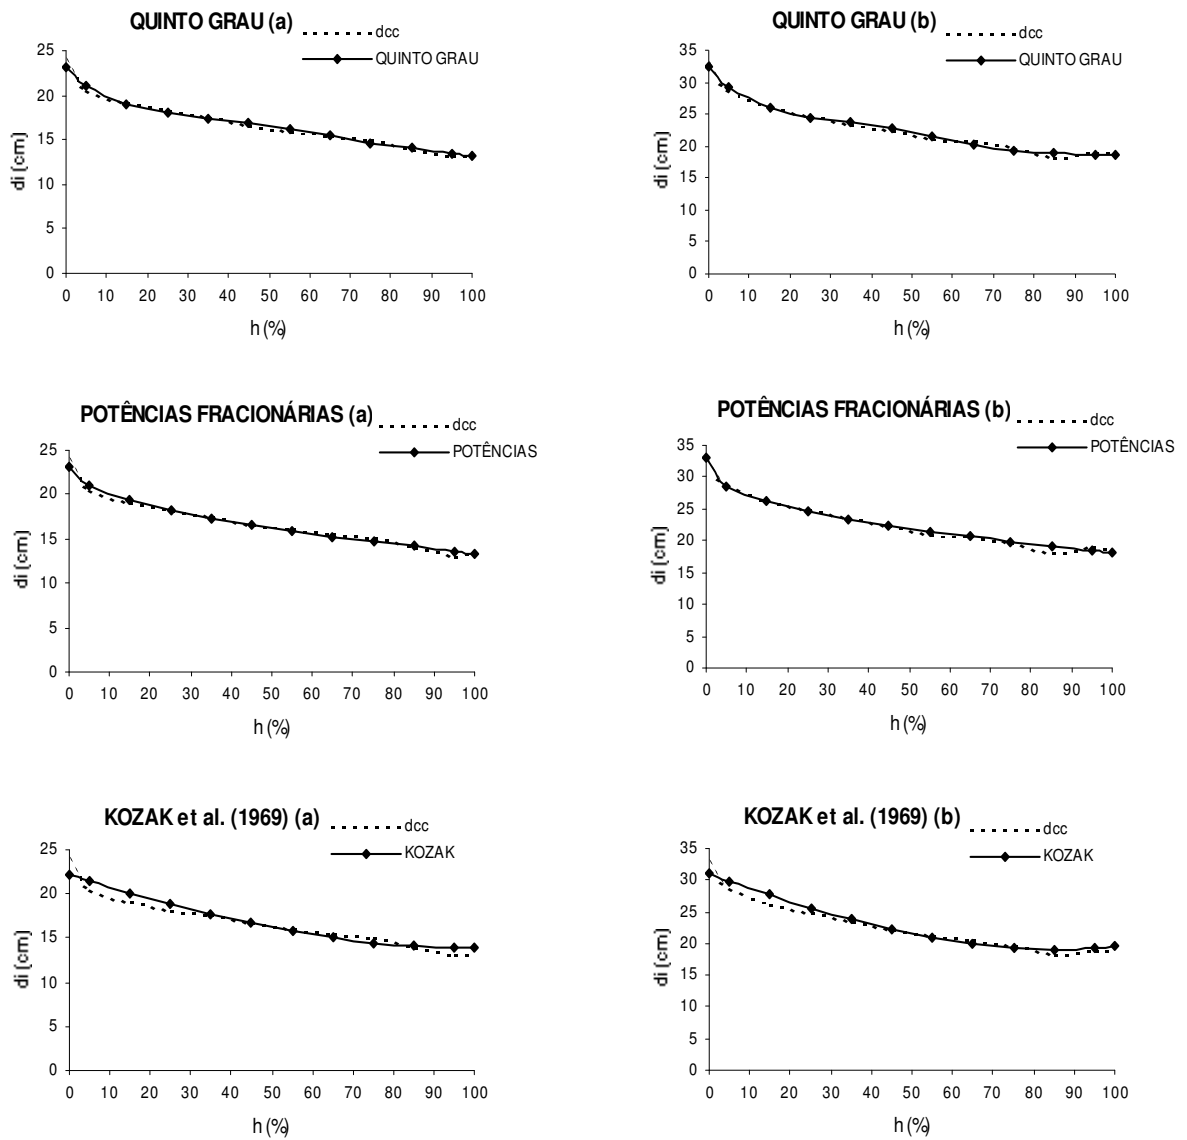 QUINTO GRAU (a)
dcc
QUINTO GRAU
25
20
15
10
5
0
di (cm)
0 10 20 30 40 50 60 70 80 90 100
h (%)
QUINTO GRAU (b)
dcc
QUINTO GRAU
35
30
25
20
15
10
5
0
di (cm)
0 10 20 30 40 50 60 70 80 90 100
h (%)
POTÊNCIAS FRACIONÁRIAS (a)
dcc
POTÊNCIAS
25
20
15
10
5
0
di (cm)
0 10 20 30 40 50 60 70 80 90 100
h (%)
POTÊNCIAS FRACIONÁRIAS (b)
dcc
POTÊNCIAS
35
30
25
20
15
10
5
0
di (cm)
0 10 20 30 40 50 60 70 80 90 100
h (%)
KOZAK et al. (1969) (a)
dcc
KOZAK
25
20
15
10
5
0
di (cm)
0 10 20 30 40 50 60 70 80 90 100
h (%)
KOZAK et al. (1969) (b)
dcc
KOZAK
35
30
25
20
15
10
5
0
di (cm)
0 10 20 30 40 50 60 70 80 90 100
h (%)